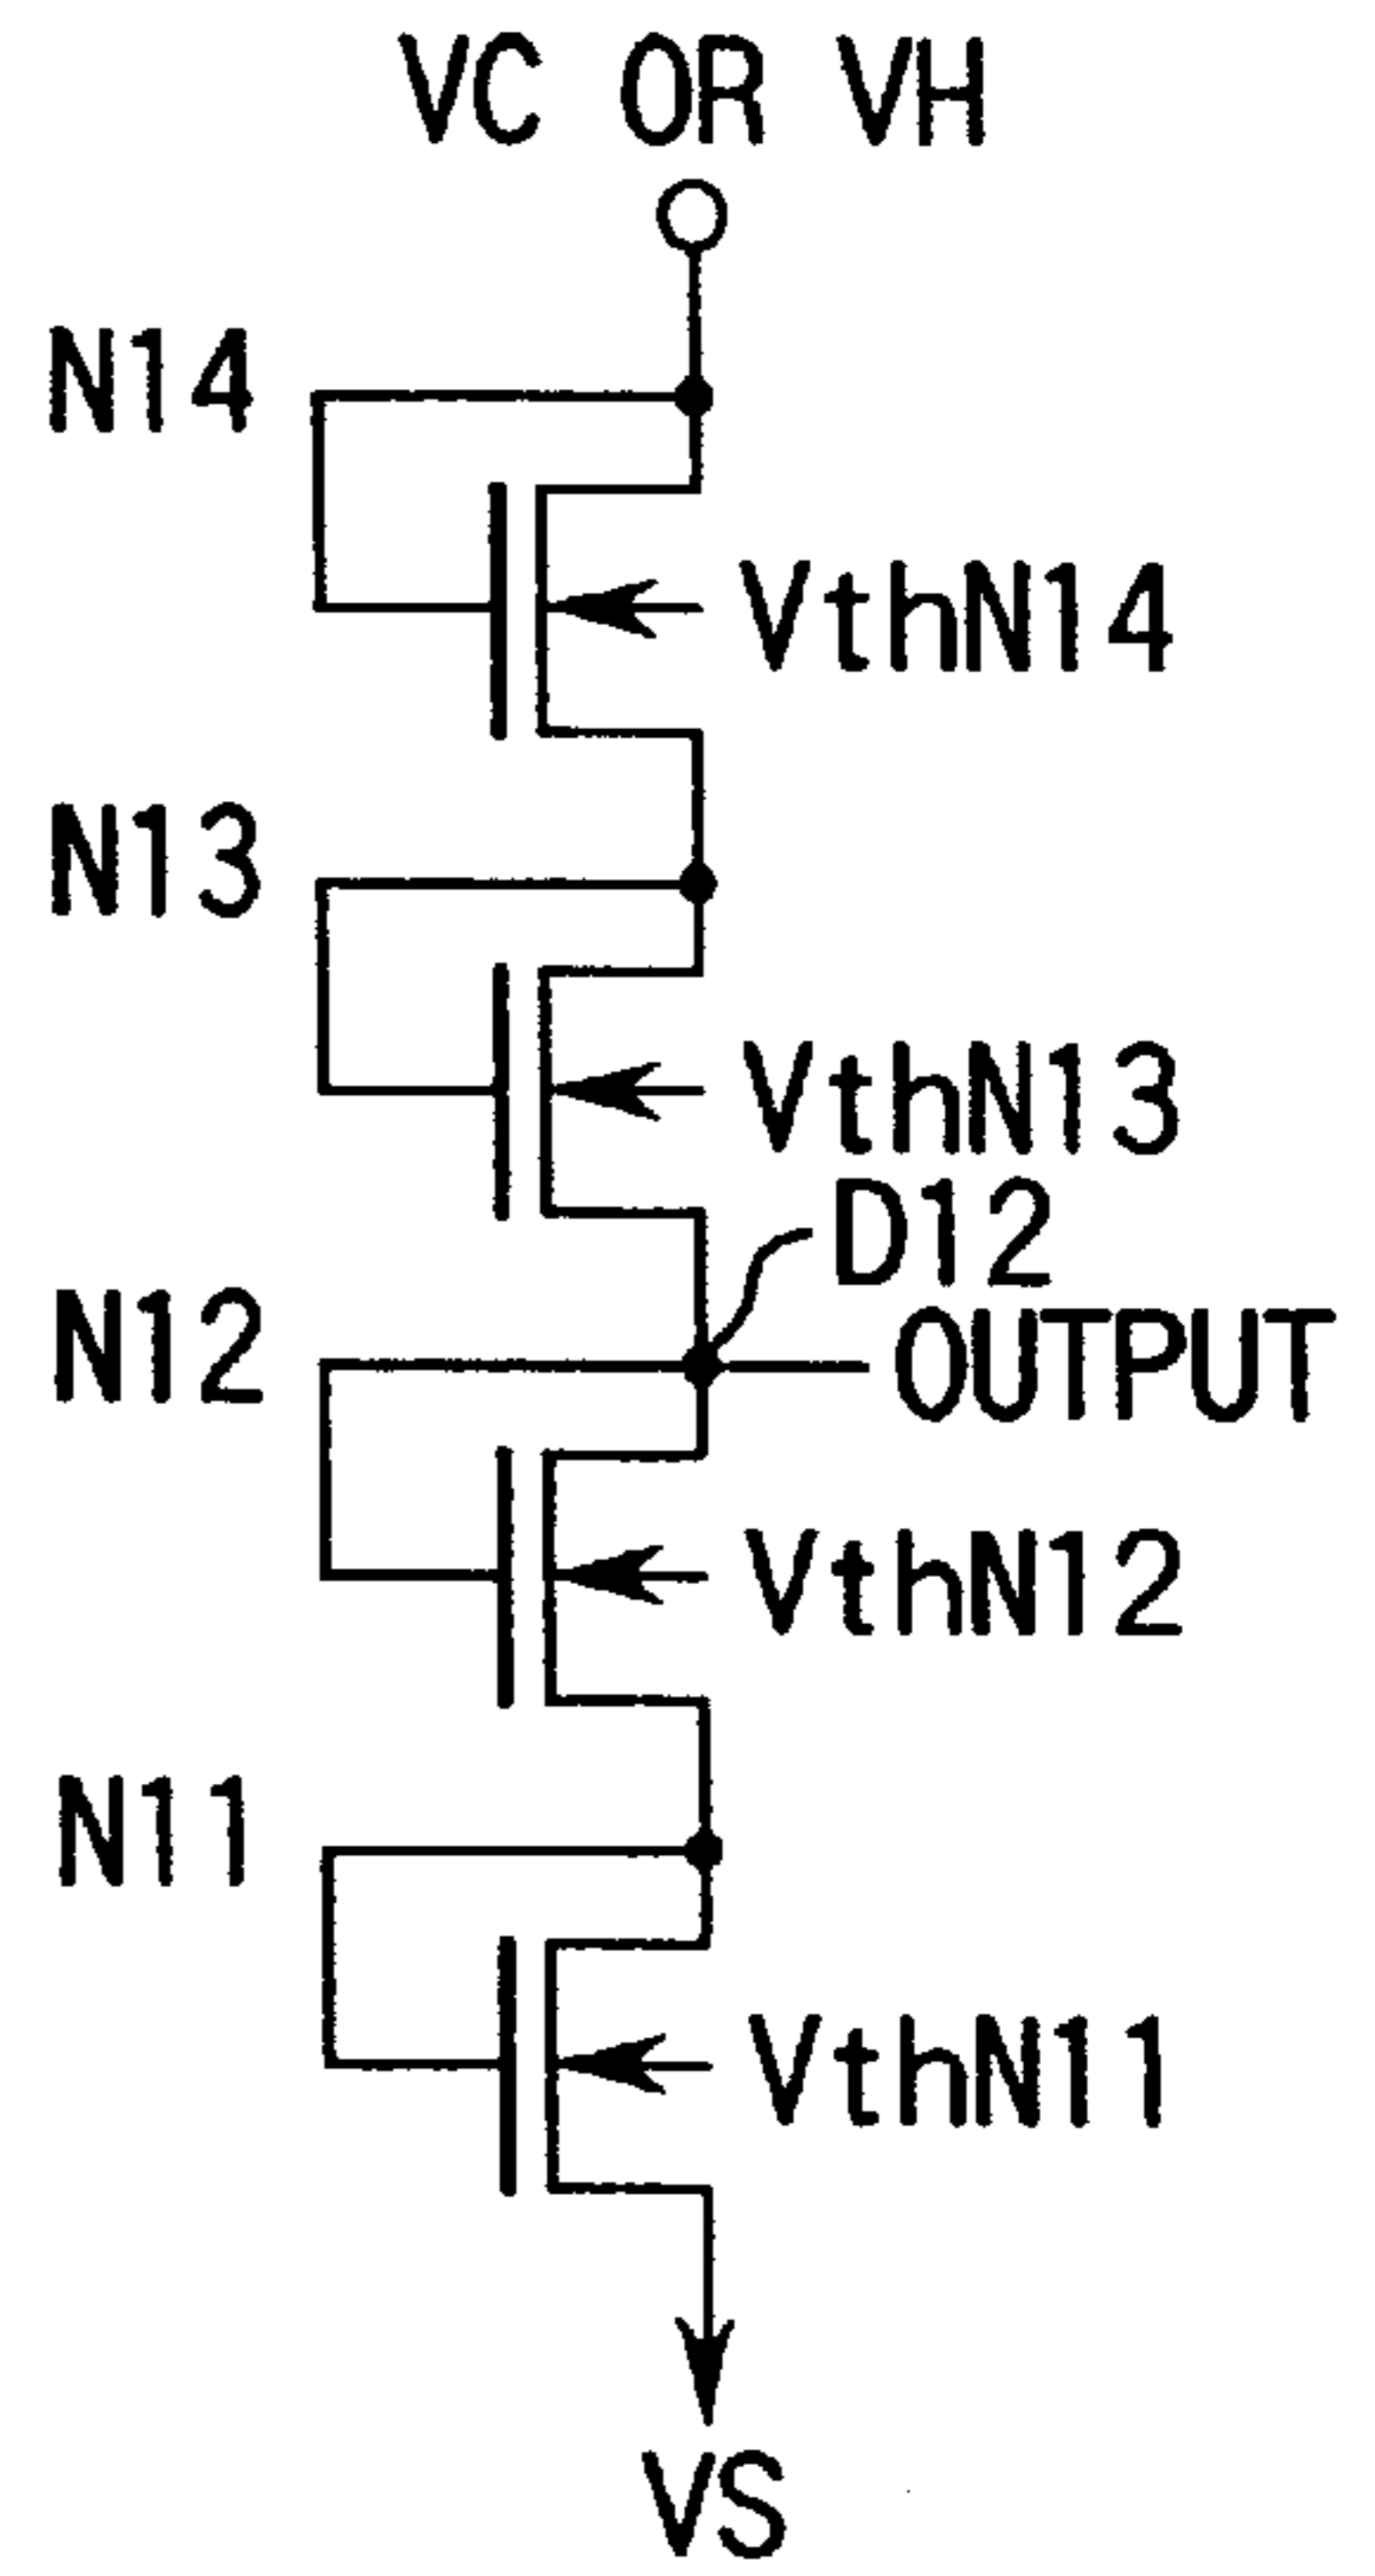 VC OR VH
N14
VthN14
N13
VthN13
D12
N12
OUTPUT
VthN12
N11
VthN11
VS